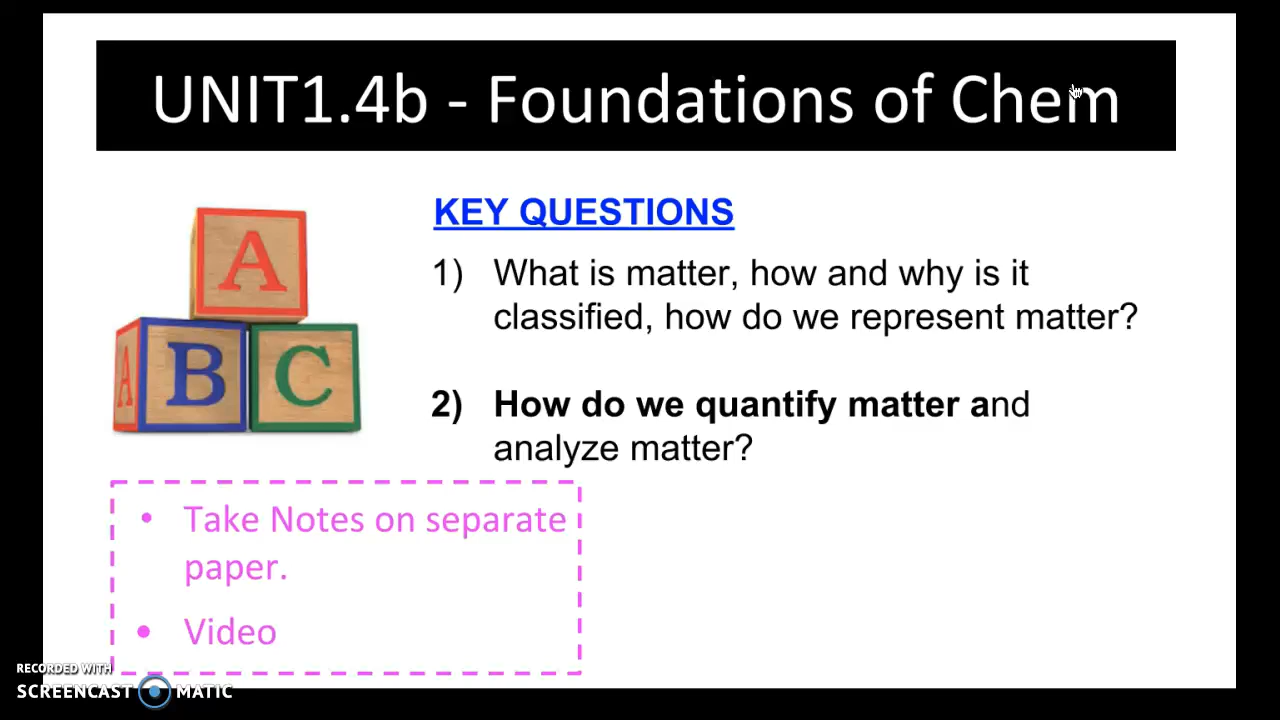 UNIT1.4b - Foundations of Chem
KEY QUESTIONS
A
1) What is matter, how and why is it
classified, how do we represent matter?
A B C
2) How do we quantify matter and
analyze matter?
• Take Notes on separate
paper.
• Video
RECORDED WITH
SCREENCAST MATIC